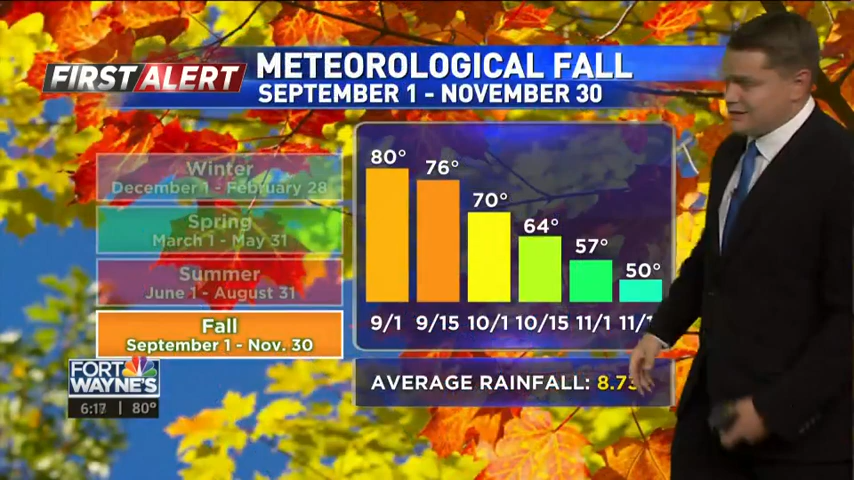 FIRST ALERT
METEOROLOGICAL FALL
SEPTEMBER 1 - NOVEMBER 30
Winter
December 1 - February 28
Spring
March 1 - May 31
Summer
June 1 - August 31
Fall
September 1 - Nov. 30
80° 76° 70° 64° 57° 50°
9/1 9/15 10/1 10/15 11/1
AVERAGE RAINFALL: 8.73
FORT WAYNE'S
6:17 | 80°